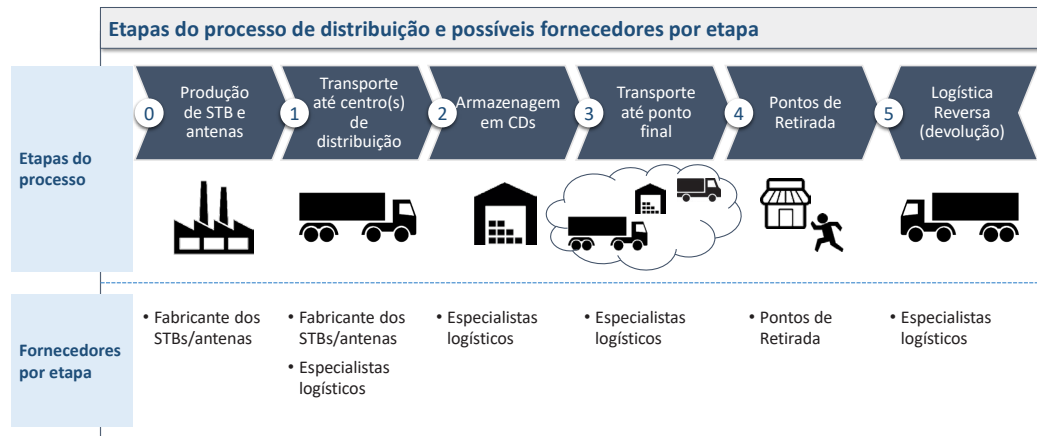 Etapas do processo de distribuição e possíveis fornecedores por etapa
Etapas do
processo
0
Produção
de STB e
antenas
1
Transporte
até centro(s)
de
distribuição
2
Armazenagem
em CDs
3
Transporte
até ponto
final
4
Pontos de
Retirada
5
Logística
Reversa
(devolução)
Fornecedores
por etapa
• Fabricante dos
STBs/antenas
• Fabricante dos
STBs/antenas
• Especialistas
logísticos
• Especialistas
logísticos
• Especialistas
logísticos
• Pontos de
Retirada
• Especialistas
logísticos